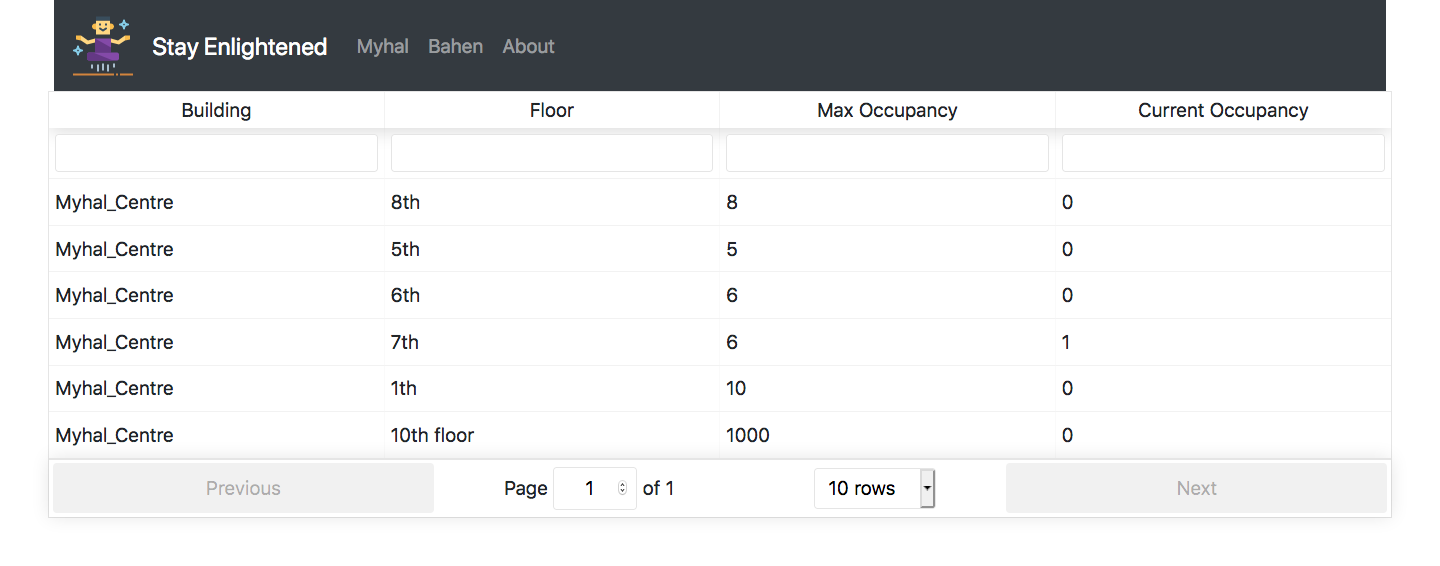 Stay Enlightened Myhal Bahen About
Building Floor Max Occupancy Current Occupancy
Myhal_Centre 8th 8 0
Myhal_Centre 5th 5 0
Myhal_Centre 6th 6 0
Myhal_Centre 7th 6 1
Myhal_Centre 1th 10 0
Myhal_Centre 10th floor 1000 0
Previous Page 1 of 1 10 rows Next